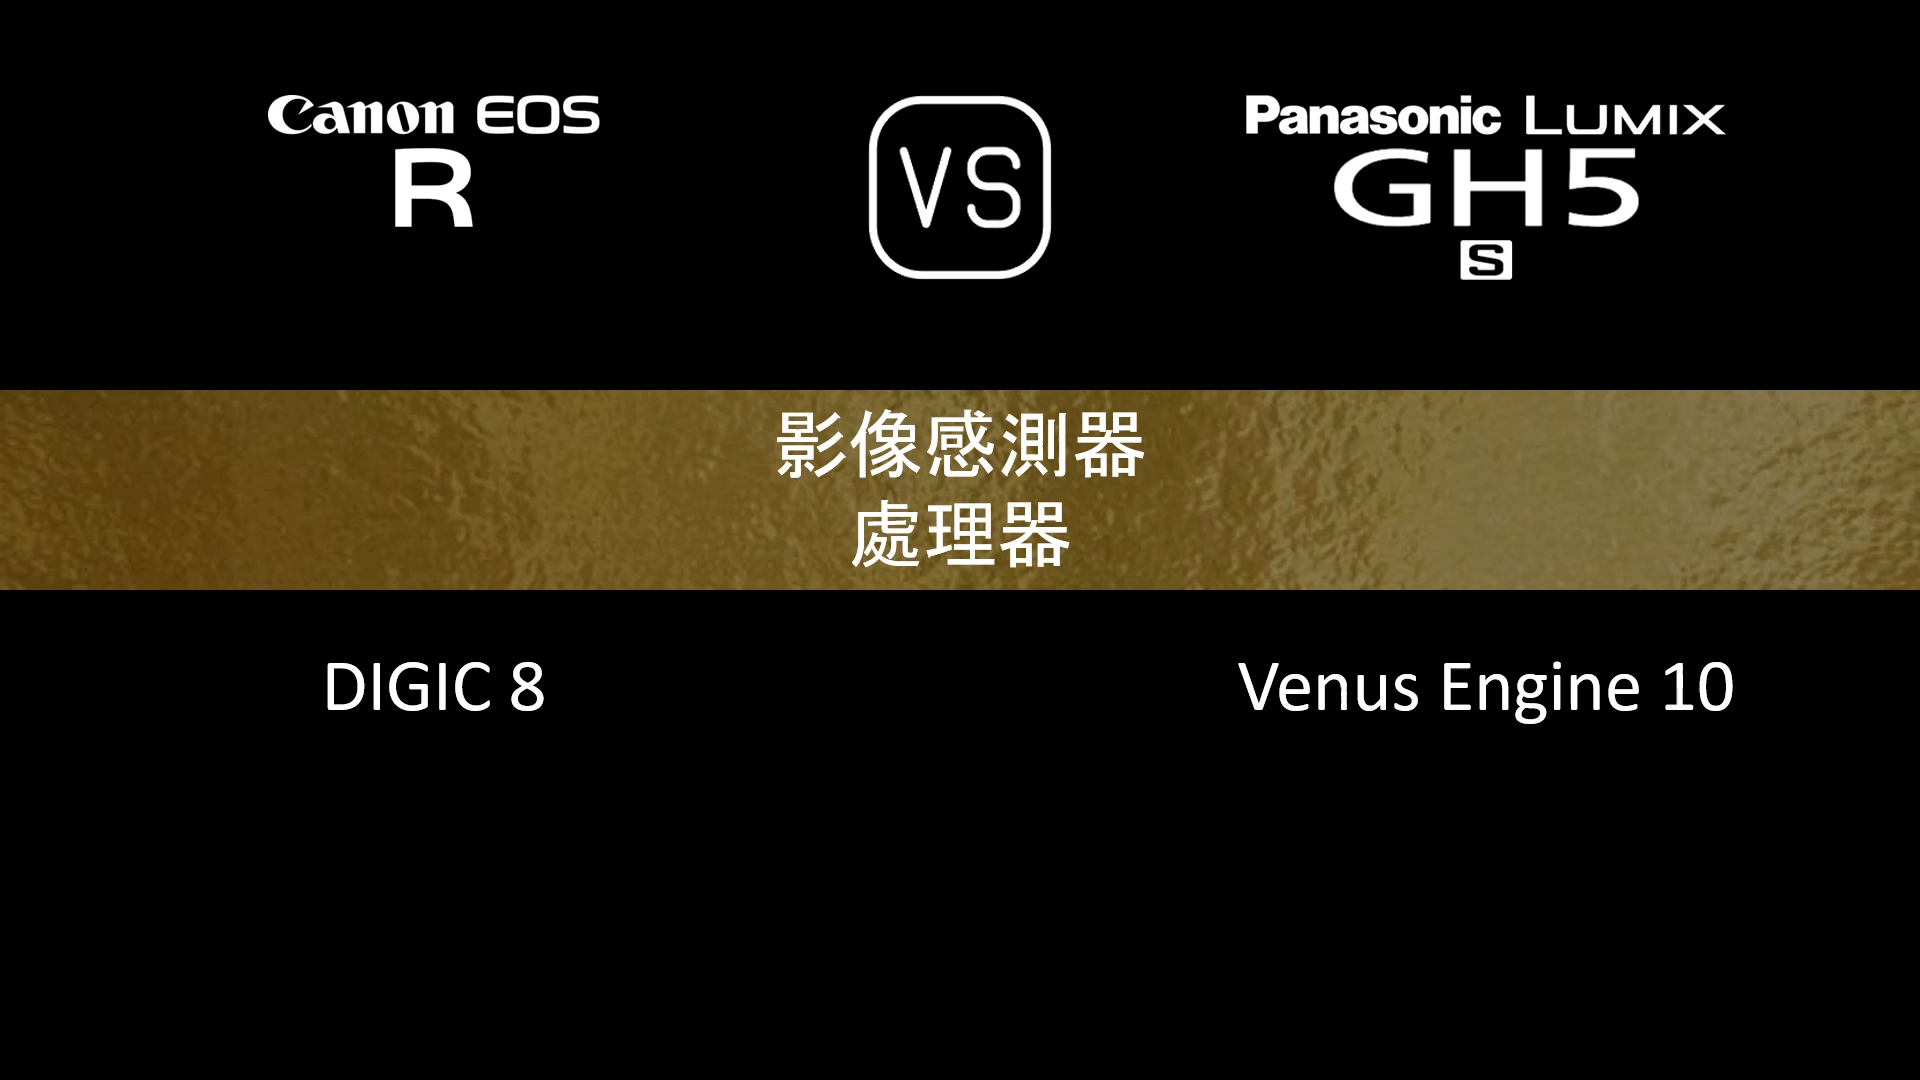 Canon EOS
R
VS
Panasonic LUMIX
GH5
S
影像感測器
處理器
DIGIC 8
Venus Engine 10